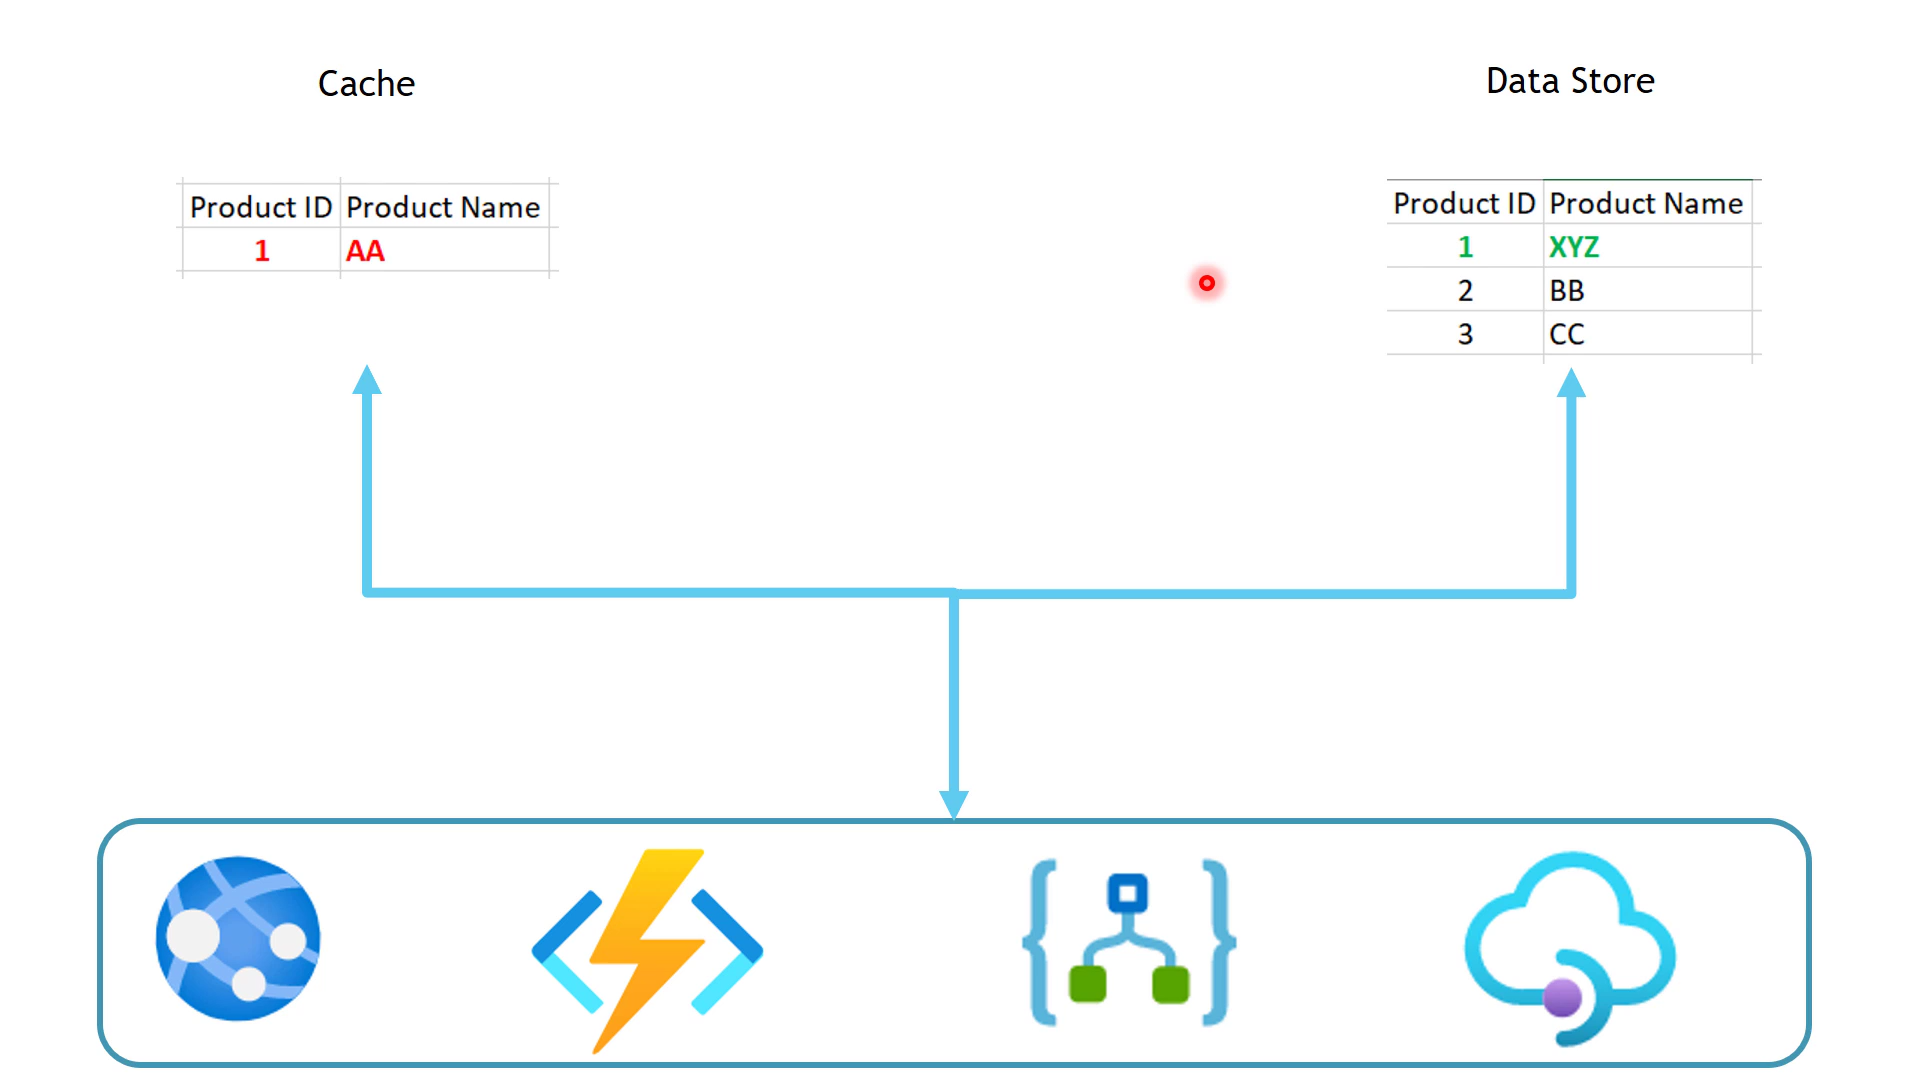 Cache
Product ID Product Name
1 AA
Data Store
Product ID Product Name
1 XYZ
2 BB
3 CC